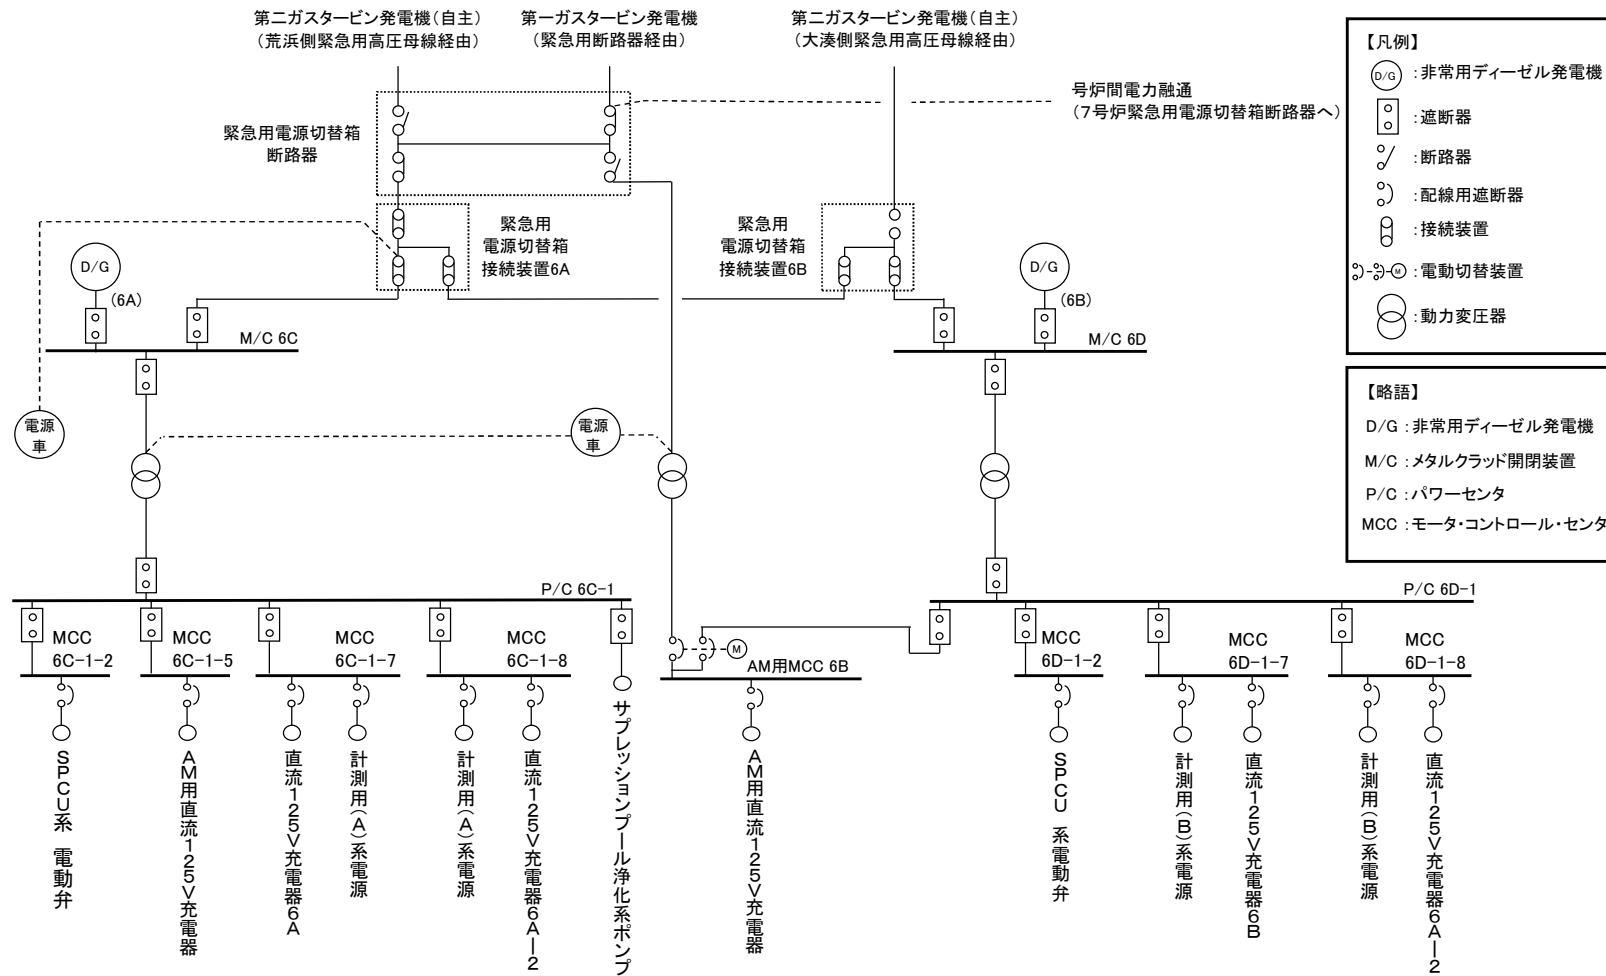 第二ガスタービン発電機(自主)
(荒浜側緊急用高圧母線経由)
第一ガスタービン発電機
(緊急用断路器経由)
第二ガスタービン発電機(自主)
(大湊側緊急用高圧母線経由)
号炉間電力融通
(7号炉緊急用電源切替箱断路器へ)
緊急用電源切替箱
断路器
緊急用
電源切替箱
接続装置6A
緊急用
電源切替箱
接続装置6B
D/G
(6A)
D/G
(6B)
M/C 6C
M/C 6D
電源
車
電源
車
P/C 6C-1
P/C 6D-1
MCC
6C-1-2
MCC
6C-1-5
MCC
6C-1-7
MCC
6C-1-8
M
AM用MCC 6B
MCC
6D-1-2
MCC
6D-1-7
MCC
6D-1-8
SPCU系 電動弁
AM用直流125V充電器
直流125V充電器6A
計測用(A)系電源
計測用(A)系電源
直流125V充電器6A-2
サプレッションプール浄化系ポンプ
AM用直流125V充電器
SPCU 系電動弁
計測用(B)系電源
直流125V充電器6B
計測用(B)系電源
直流125V充電器6A-2
【凡例】
D/G :非常用ディーゼル発電機
:遮断器
:断路器
:配線用遮断器
:接続装置
M :電動切替装置
:動力変圧器
【略語】
D/G :非常用ディーゼル発電機
M/C :メタルクラッド開閉装置
P/C :パワーセンタ
MCC :モータ・コントロール・センタ